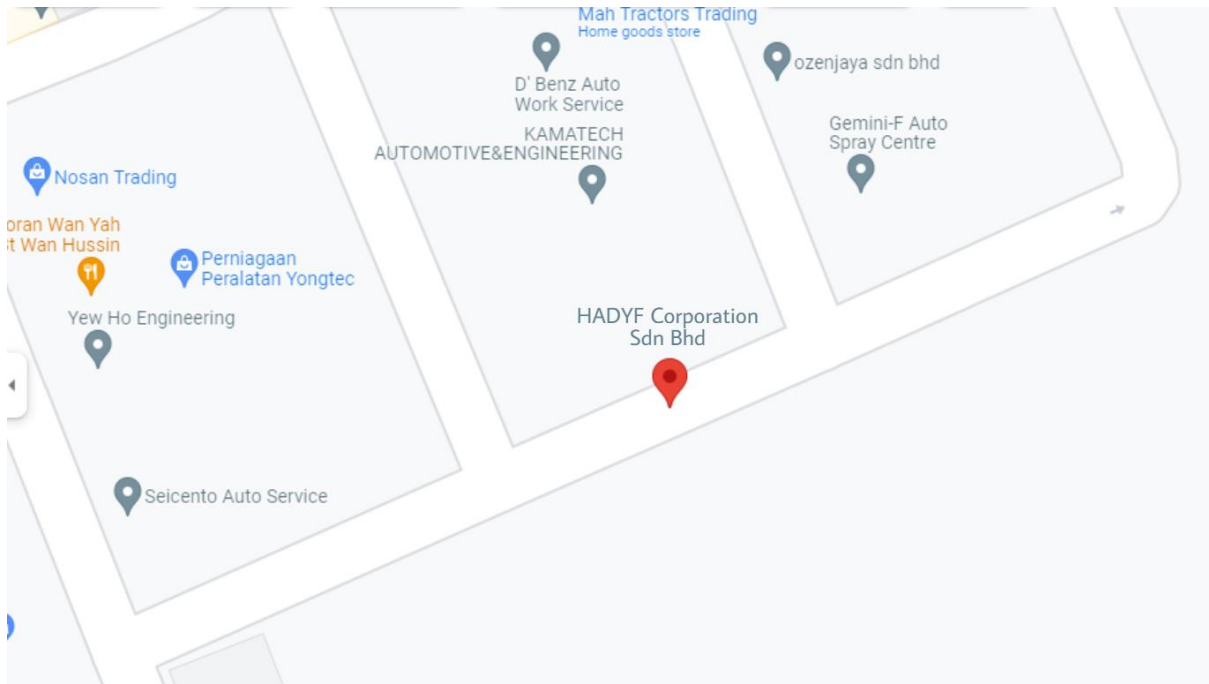 Mah Tractors Trading
Home goods store
D' Benz Auto
Work Service
ozenjaya sdn bhd
KAMATECH
AUTOMOTIVE&ENGINEERING
Gemini-F Auto
Spray Centre
Nosan Trading
oran Wan Yah
t Wan Hussin
Perniagaan
Peralatan Yongtec
Yew Ho Engineering
HADYF Corporation
Sdn Bhd
Seicento Auto Service